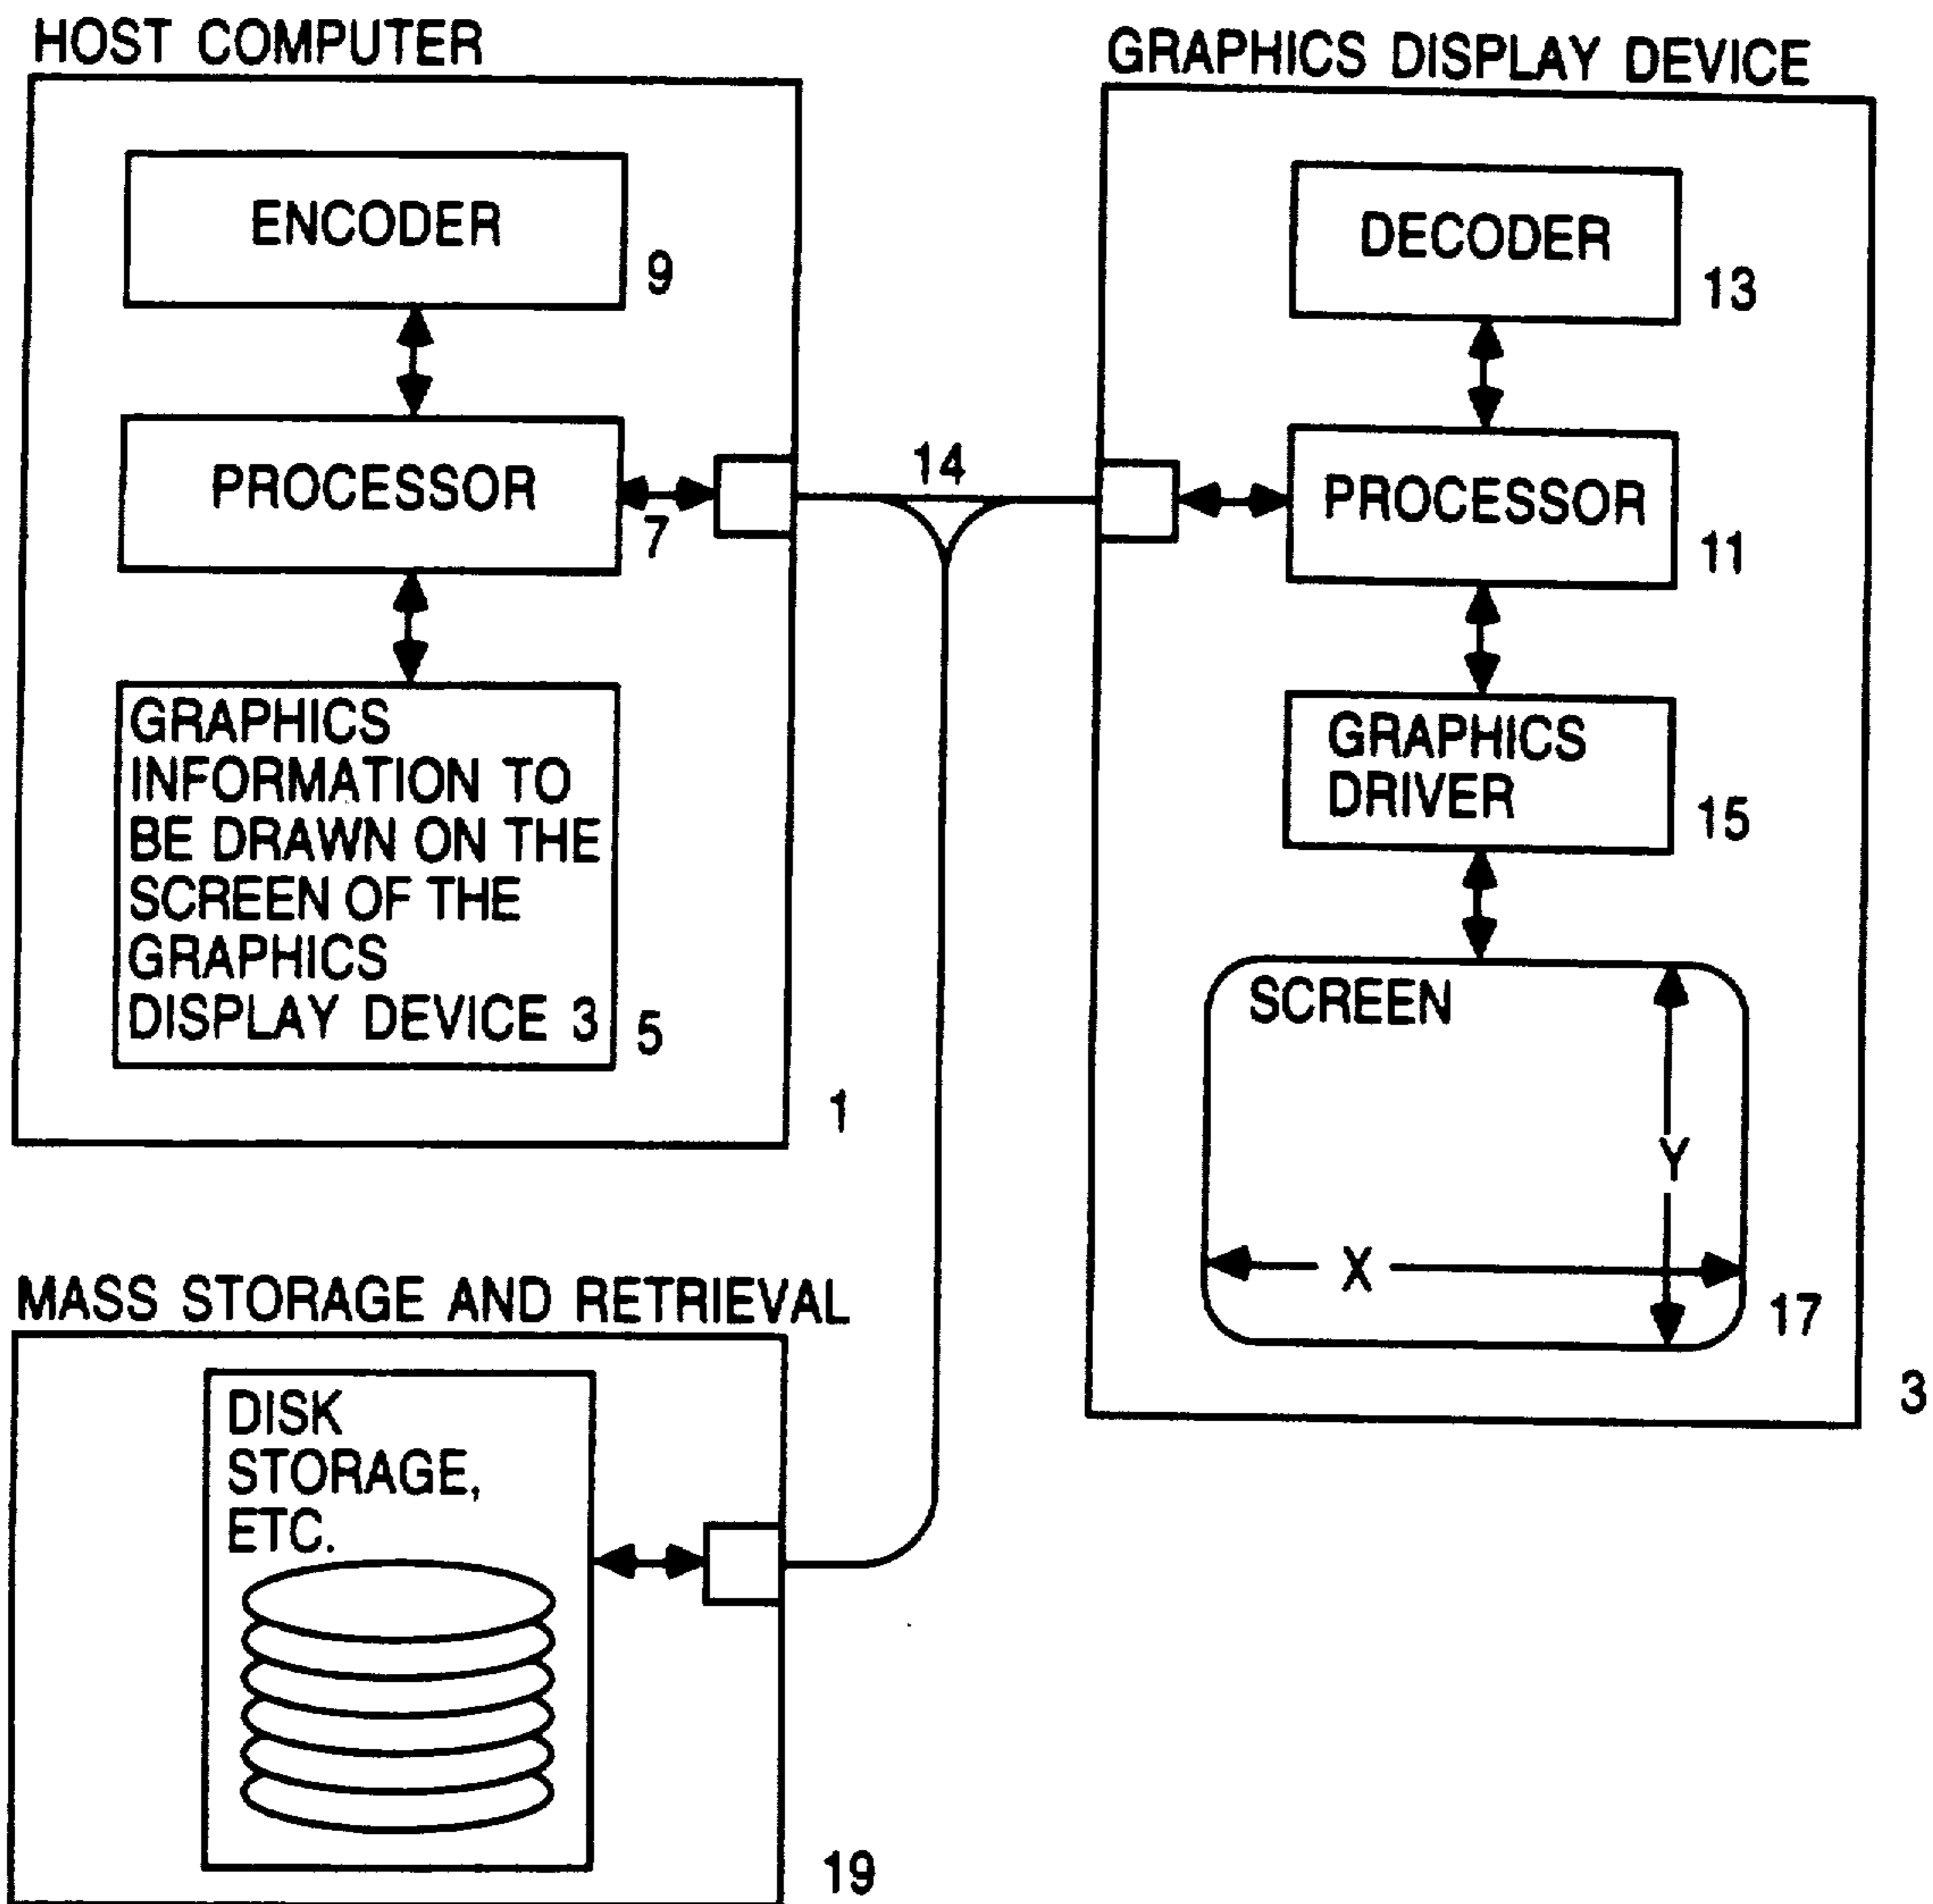 HOST COMPUTER
ENCODER
9
PROCESSOR
7
GRAPHICS
INFORMATION TO
BE DRAWN ON THE
SCREEN OF THE
GRAPHICS
DISPLAY DEVICE 3
5
1
14
GRAPHICS DISPLAY DEVICE
DECODER
13
PROCESSOR
11
GRAPHICS
DRIVER
15
SCREEN
Y
X
17
3
MASS STORAGE AND RETRIEVAL
DISK
STORAGE,
ETC.
19